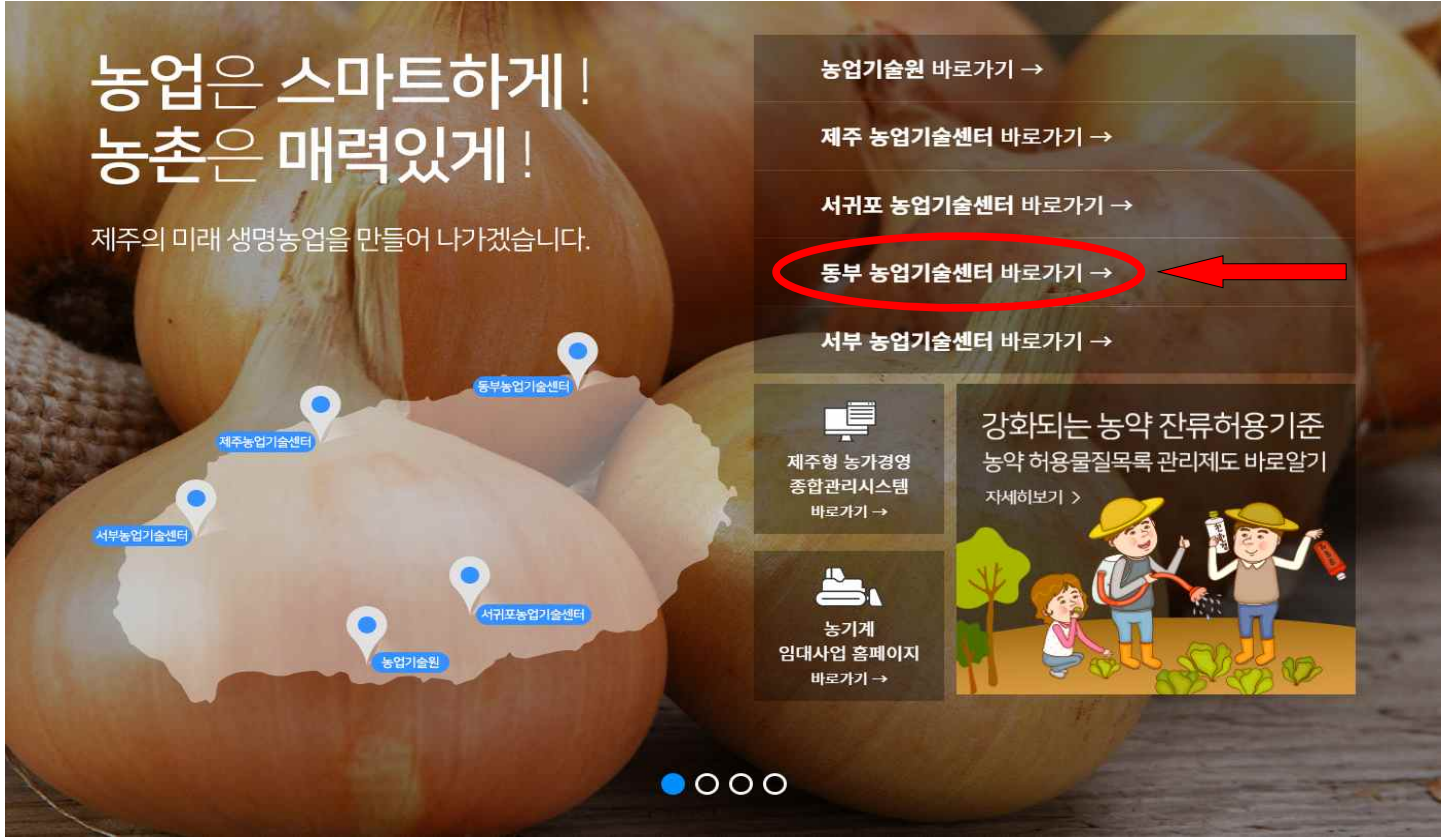 농업은 스마트하게!
농촌은 매력있게!
제주의 미래 생명농업을 만들어 나가겠습니다.
동부농업기술센터
제주농업기술센터
서부농업기술센터
서귀포농업기술센터
농업기술원
농업기술원 바로가기 →
제주 농업기술센터 바로가기 →
서귀포 농업기술센터 바로가기 →
동부 농업기술센터 바로가기 →
서부 농업기술센터 바로가기 →
제주형 농가경영
종합관리시스템
바로가기 →
강화되는 농약 잔류허용기준
농약 허용물질목록 관리제도 바로알기
자세히보기 >
농기계
임대사업 홈페이지
바로가기 →